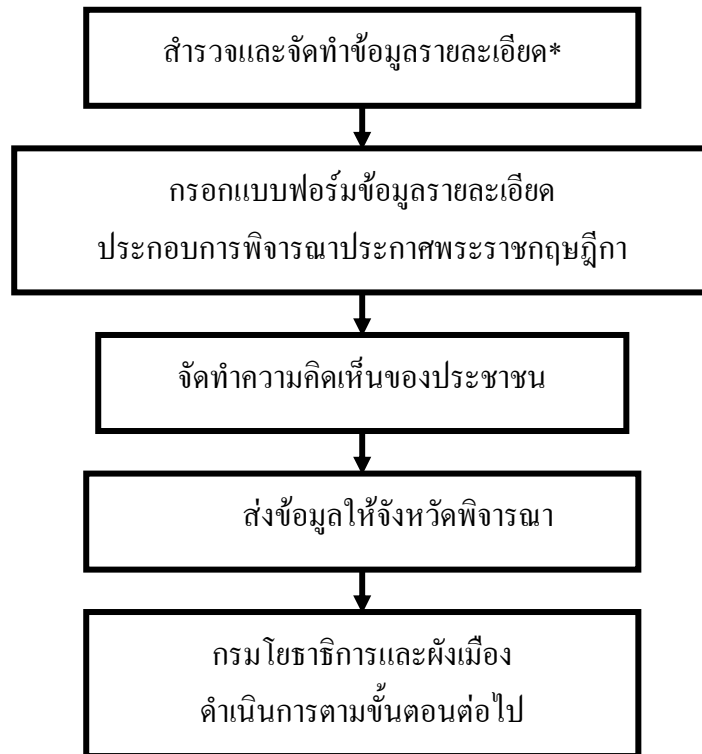 สำรวจและจัดทำข้อมูลรายละเอียด*
กรอกแบบฟอร์มข้อมูลรายละเอียด
ประกอบการพิจารณาประกาศพระราชกฤษฎีกา
จัดทำความคิดเห็นของประชาชน
ส่งข้อมูลให้จังหวัดพิจารณา
กรมโยธาธิการและผังเมือง
ดำเนินการตามขั้นตอนต่อไป